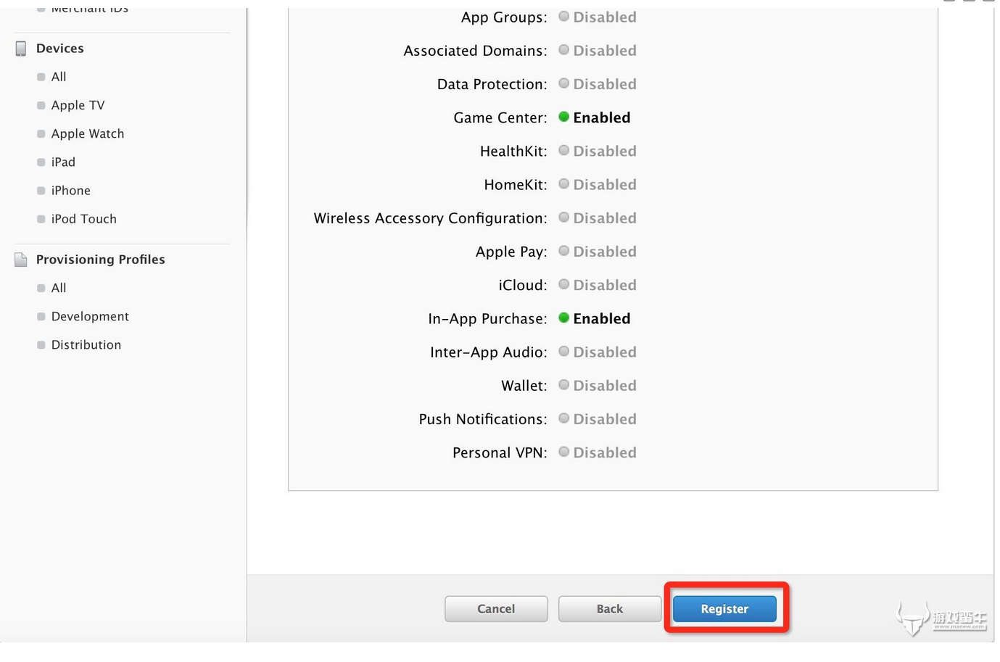 Merchant IDs
Devices
All
Apple TV
Apple Watch
iPad
iPhone
iPod Touch
Provisioning Profiles
All
Development
Distribution
App Groups: Disabled
Associated Domains: Disabled
Data Protection: Disabled
Game Center: Enabled
HealthKit: Disabled
HomeKit: Disabled
Wireless Accessory Configuration: Disabled
Apple Pay: Disabled
iCloud: Disabled
In-App Purchase: Enabled
Inter-App Audio: Disabled
Wallet: Disabled
Push Notifications: Disabled
Personal VPN: Disabled
Cancel
Back
Register
游戏蛮牛
www.manew.com